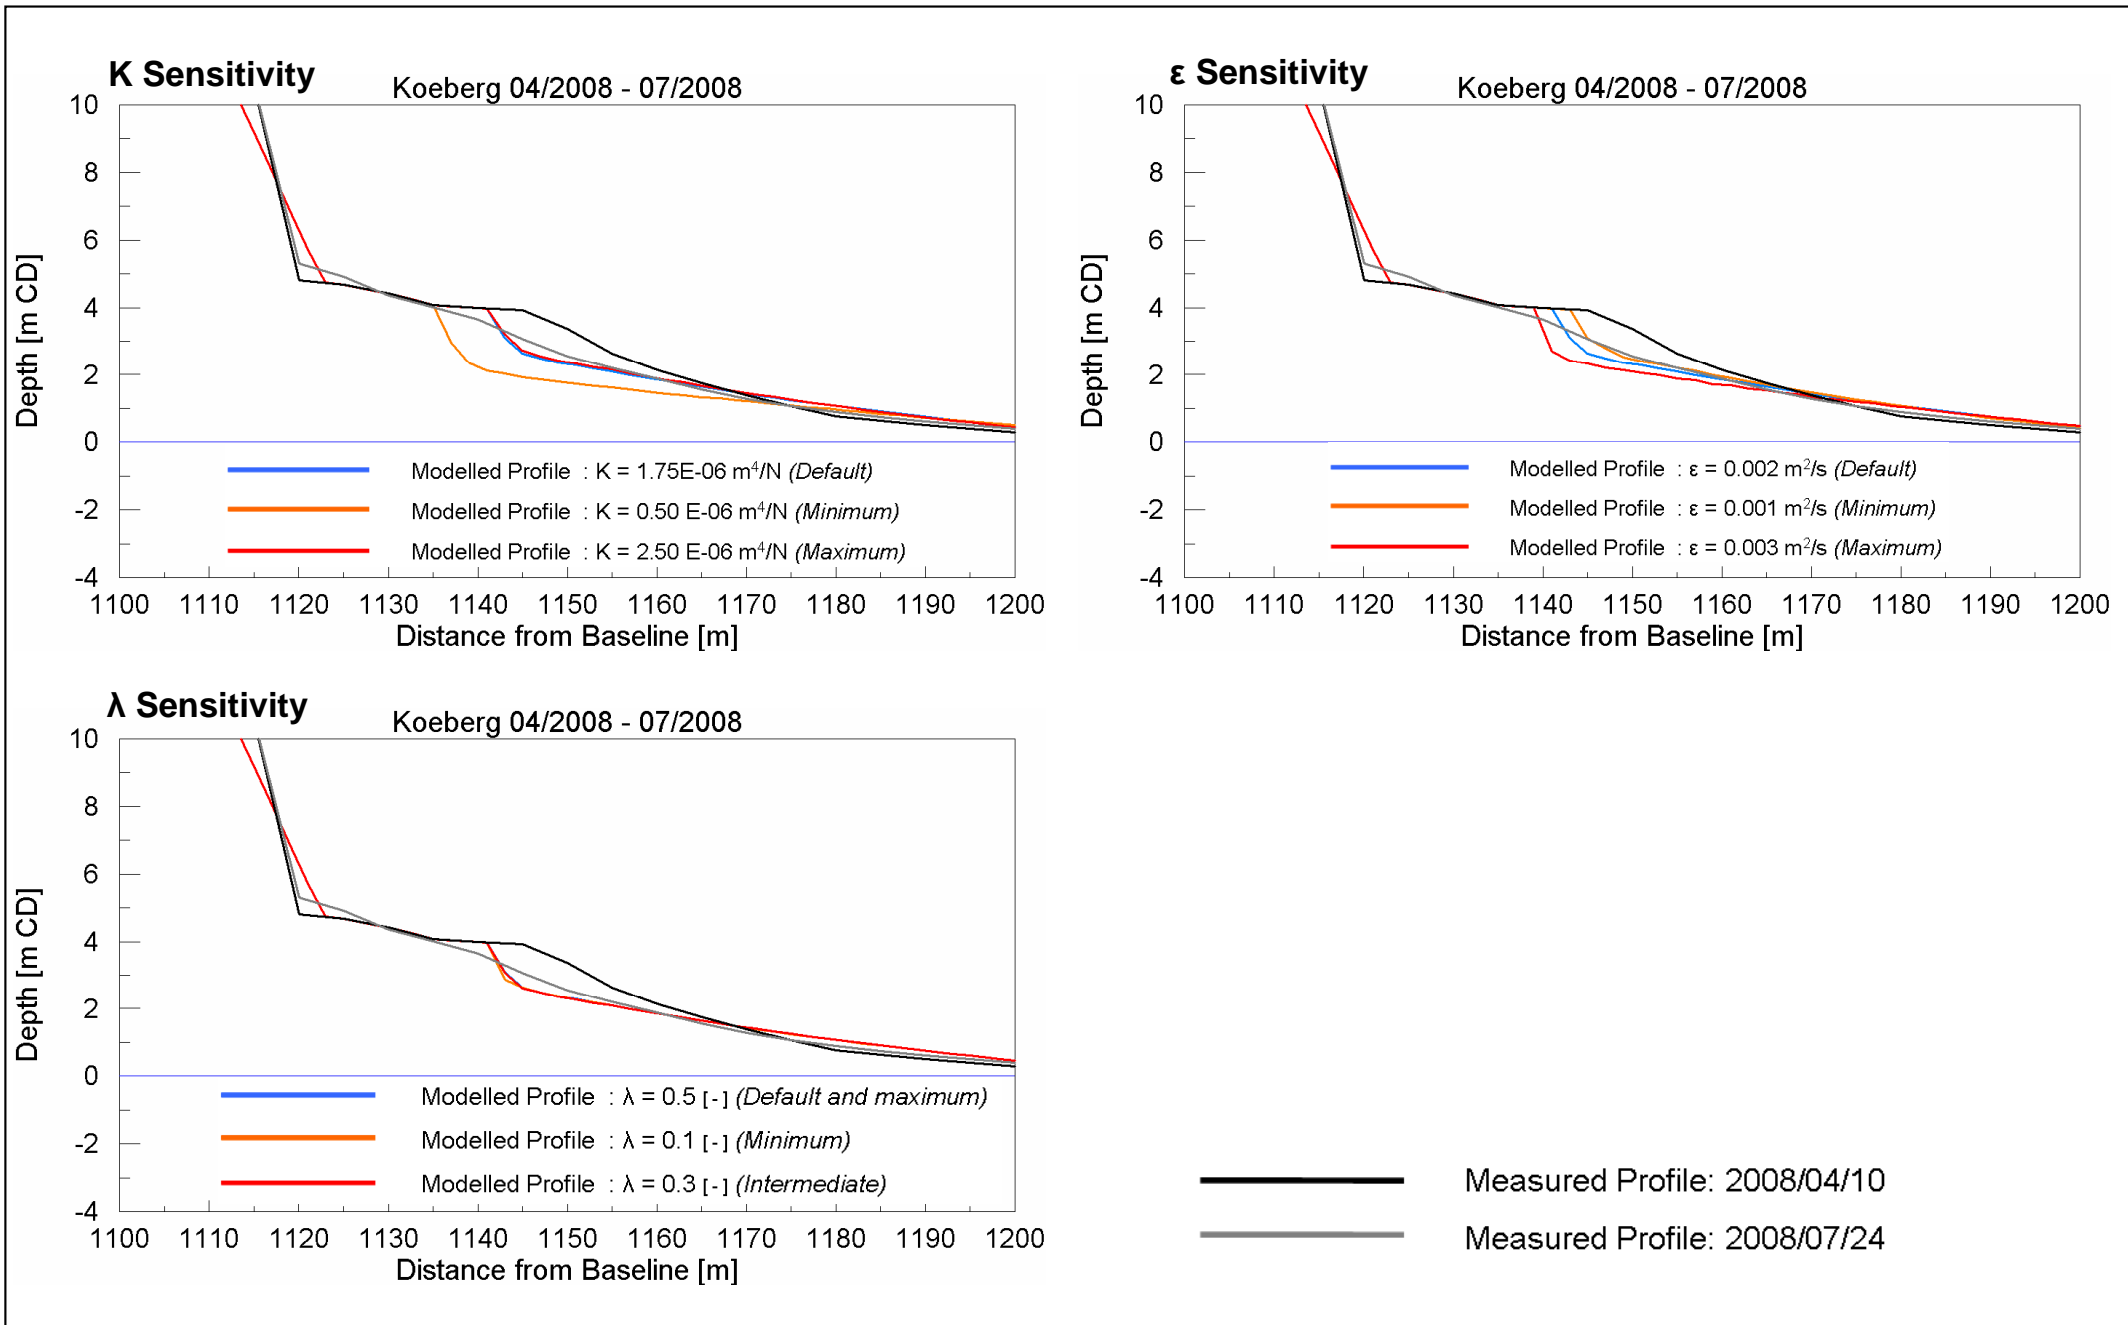 K Sensitivity
Koeberg 04/2008 - 07/2008
10
8
6
4
2
0
-2
-4
Depth [m CD]
Modelled Profile : K = 1.75E-06 m⁴/N (Default)
Modelled Profile : K = 0.50 E-06 m⁴/N (Minimum)
Modelled Profile : K = 2.50 E-06 m⁴/N (Maximum)
1100 1110 1120 1130 1140 1150 1160 1170 1180 1190 1200
Distance from Baseline [m]
ε Sensitivity
Koeberg 04/2008 - 07/2008
10
8
6
4
2
0
-2
-4
Depth [m CD]
Modelled Profile : ε = 0.002 m²/s (Default)
Modelled Profile : ε = 0.001 m²/s (Minimum)
Modelled Profile : ε = 0.003 m²/s (Maximum)
1100 1110 1120 1130 1140 1150 1160 1170 1180 1190 1200
Distance from Baseline [m]
λ Sensitivity
Koeberg 04/2008 - 07/2008
10
8
6
4
2
0
-2
-4
Depth [m CD]
Modelled Profile : λ = 0.5 [-] (Default and maximum)
Modelled Profile : λ = 0.1 [-] (Minimum)
Modelled Profile : λ = 0.3 [-] (Intermediate)
1100 1110 1120 1130 1140 1150 1160 1170 1180 1190 1200
Distance from Baseline [m]
Measured Profile: 2008/04/10
Measured Profile: 2008/07/24